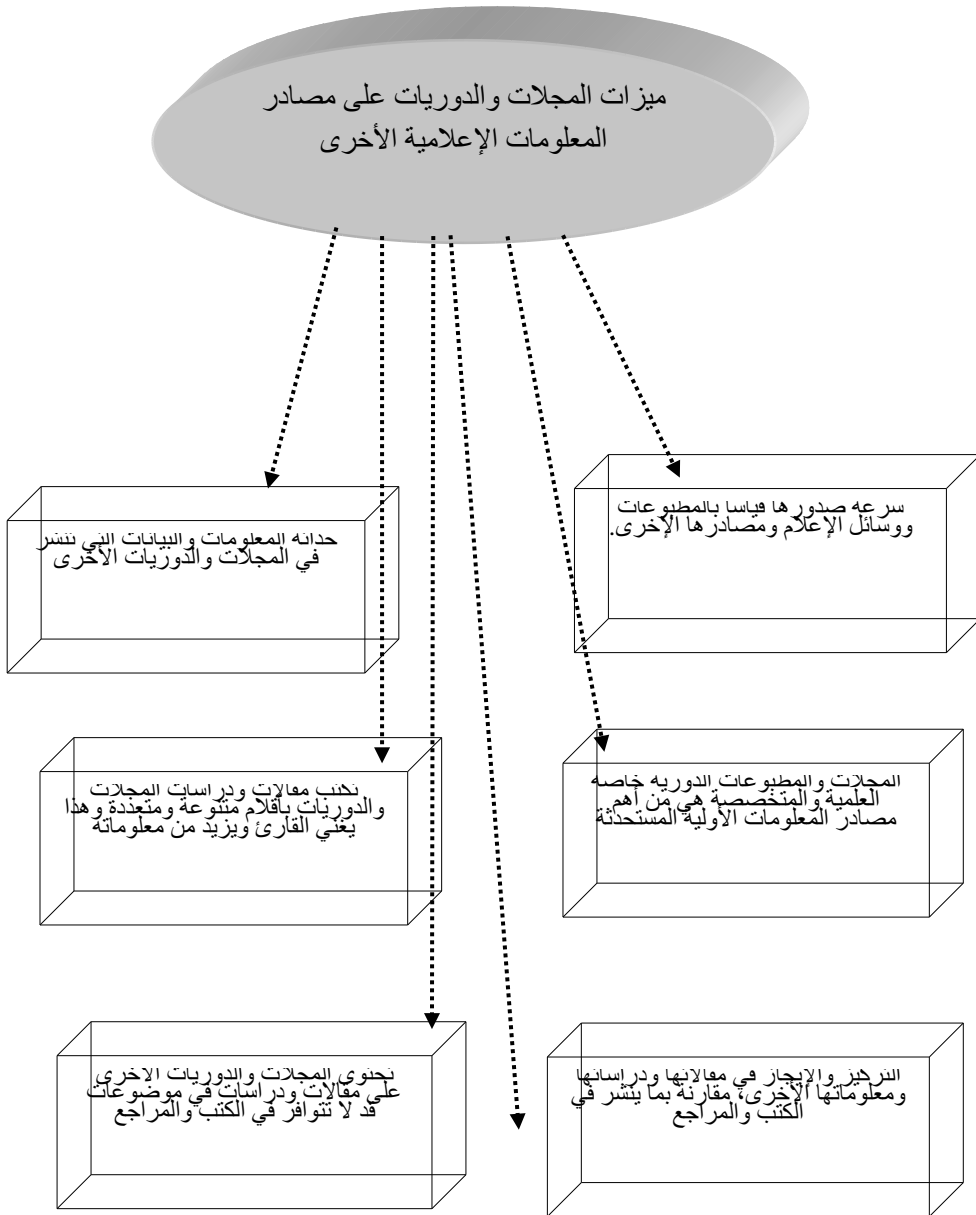 ميزات المجلات والدوريات على مصادر
المعلومات الإعلامية الأخرى
سرعة صدورها قياسا بالمطبوعات
ووسائل الإعلام ومصادرها الإخرى.
حداثة المعلومات والبيانات التي تنشر
في المجلات والدوريات الأخرى
المجلات والمطبوعات الدورية خاصة
العلمية والمتخصصة هي من أهم
مصادر المعلومات الأولية المستحدثة
تكتب مقالات ودراسات المجلات
والدوريات بأقلام متنوعة ومتعددة وهذا
يغني القارئ ويزيد من معلوماته
التركيز والإيجاز في مقالاتها ودراساتها
ومعلوماتها الأخرى، مقارنة بما ينشر في
الكتب والمراجع
تحتوي المجلات والدوريات الاخرى
على مقالات ودراسات في موضوعات
قد لا تتوافر في الكتب والمراجع